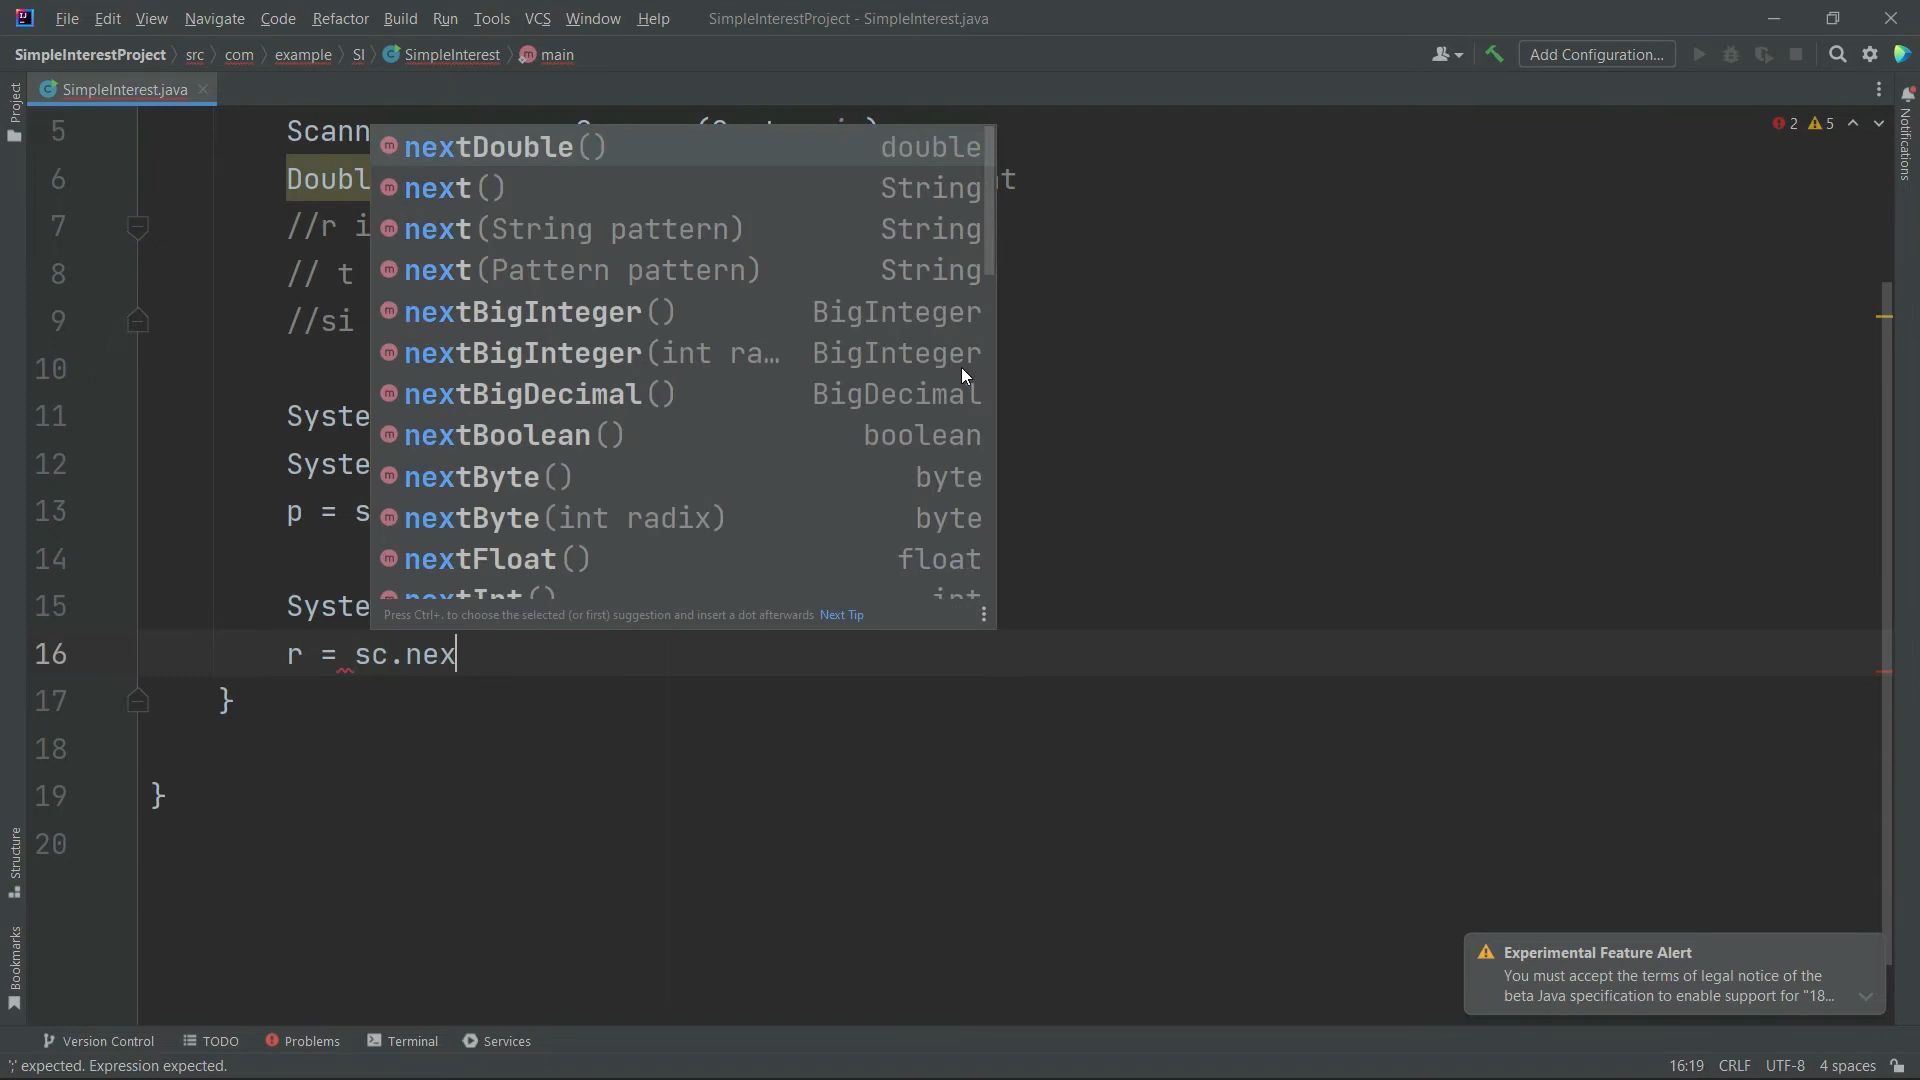 File Edit View Navigate Code Refactor Build Run Tools VCS Window Help SimpleInterestProject - SimpleInterest.java
SimpleInterestProject src com example SI SimpleInterest main Add Configuration...
SimpleInterest.java
Project
Notifications
2 5
5 Scann
6 Doubl
7 //r i
8 // t
9 //si
10
11 Syste
12 Syste
13 p = s
14
15 Syste
16 r = sc.nex
17 }
18
19 }
20
nextDouble() double
next() String
next(String pattern) String
next(Pattern pattern) String
nextBigInteger() BigInteger
nextBigInteger(int ra... BigInteger
nextBigDecimal() BigDecimal
nextBoolean() boolean
nextByte() byte
nextByte(int radix) byte
nextFloat() float
nextInt() int
Press Ctrl+. to choose the selected (or first) suggestion and insert a dot afterwards Next Tip
Structure
Bookmarks
Experimental Feature Alert
You must accept the terms of legal notice of the
beta Java specification to enable support for "18...
Version Control TODO Problems Terminal Services
';' expected. Expression expected. 16:19 CRLF UTF-8 4 spaces